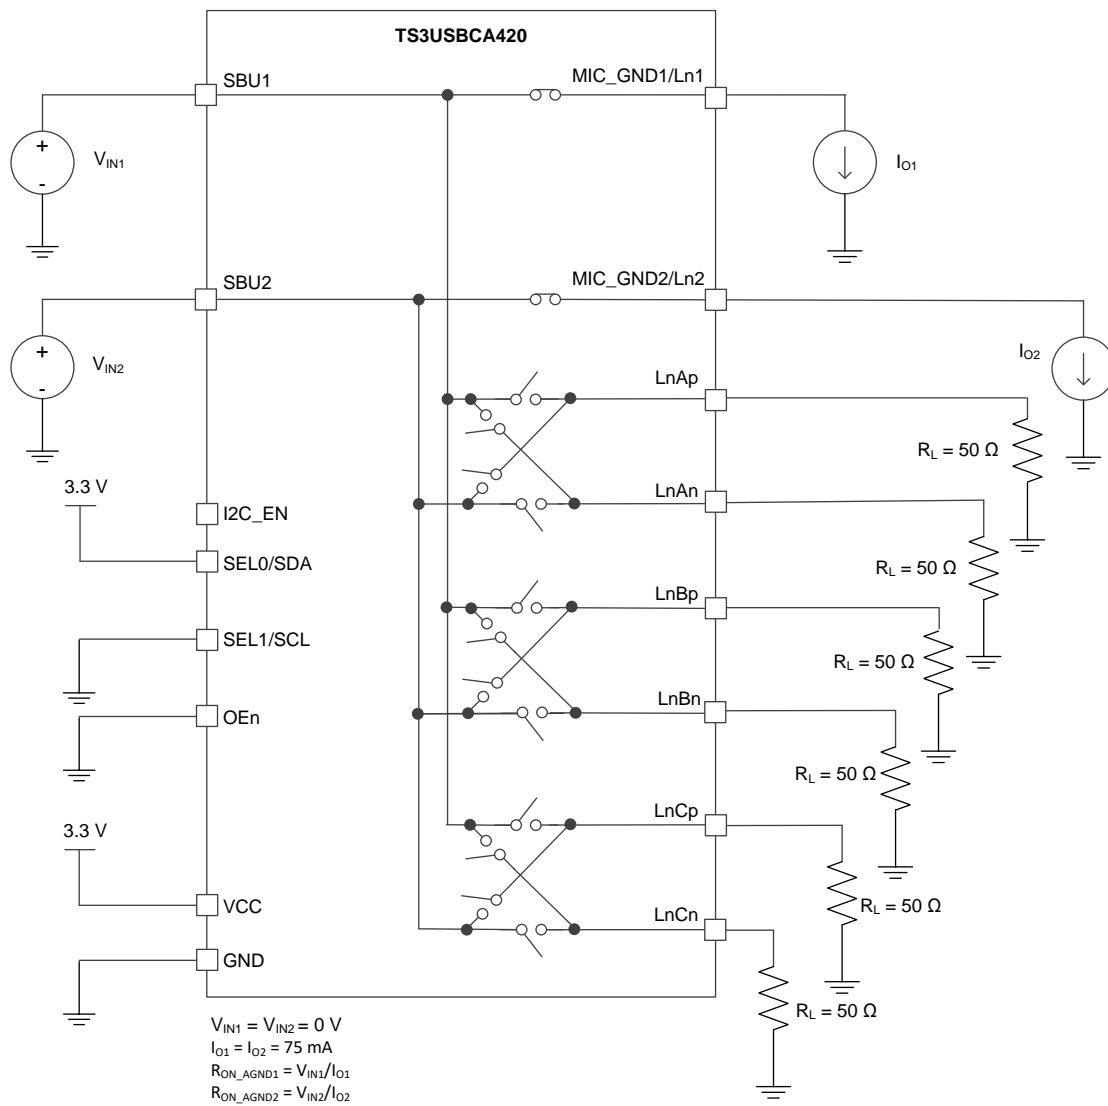 TS3USBCA420
SBU1
MIC_GND1/Ln1
+
-
V_IN1
I_O1
SBU2
MIC_GND2/Ln2
+
-
V_IN2
I_O2
LnAp
R_L = 50 Ω
3.3 V
LnAn
I2C_EN
SEL0/SDA
R_L = 50 Ω
LnBp
SEL1/SCL
R_L = 50 Ω
LnBn
OEn
R_L = 50 Ω
LnCp
3.3 V
VCC
R_L = 50 Ω
LnCn
GND
R_L = 50 Ω
V_IN1 = V_IN2 = 0 V
I_O1 = I_O2 = 75 mA
R_ON_AGND1 = V_IN1/I_O1
R_ON_AGND2 = V_IN2/I_O2